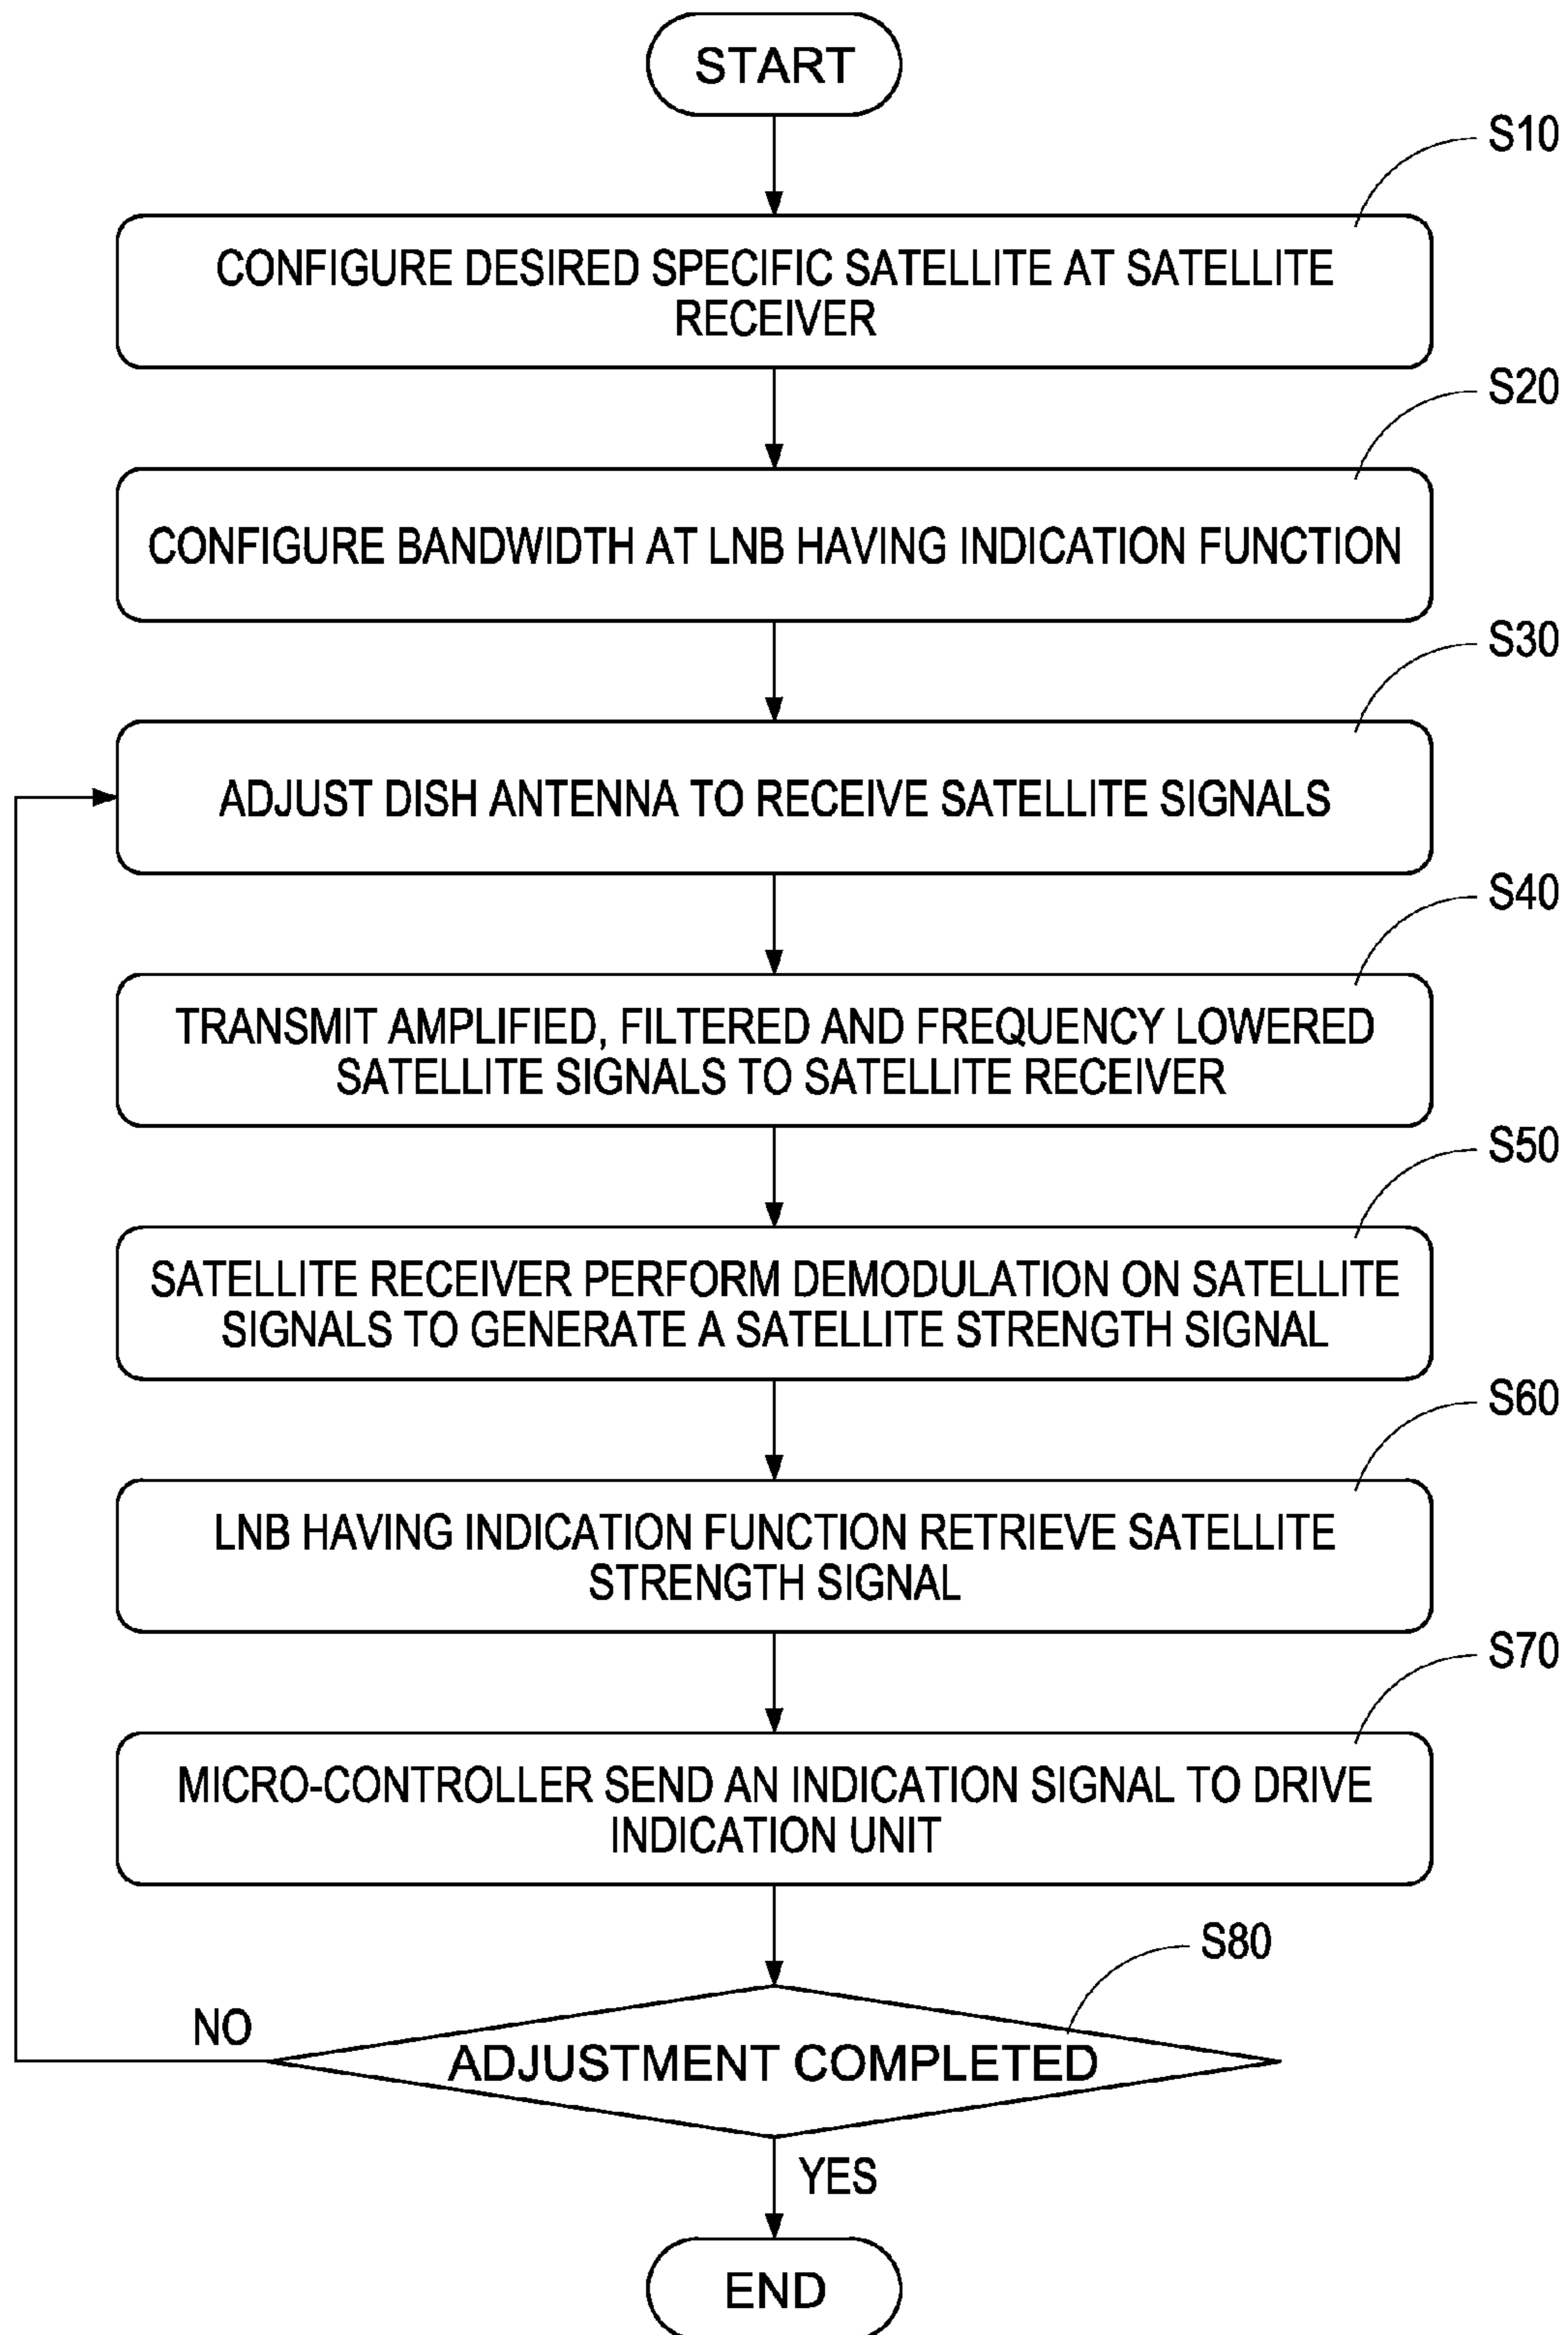 START
S10
CONFIGURE DESIRED SPECIFIC SATELLITE AT SATELLITE
RECEIVER
S20
CONFIGURE BANDWIDTH AT LNB HAVING INDICATION FUNCTION
S30
ADJUST DISH ANTENNA TO RECEIVE SATELLITE SIGNALS
S40
TRANSMIT AMPLIFIED, FILTERED AND FREQUENCY LOWERED
SATELLITE SIGNALS TO SATELLITE RECEIVER
S50
SATELLITE RECEIVER PERFORM DEMODULATION ON SATELLITE
SIGNALS TO GENERATE A SATELLITE STRENGTH SIGNAL
S60
LNB HAVING INDICATION FUNCTION RETRIEVE SATELLITE
STRENGTH SIGNAL
S70
MICRO-CONTROLLER SEND AN INDICATION SIGNAL TO DRIVE
INDICATION UNIT
S80
NO
ADJUSTMENT COMPLETED
YES
END